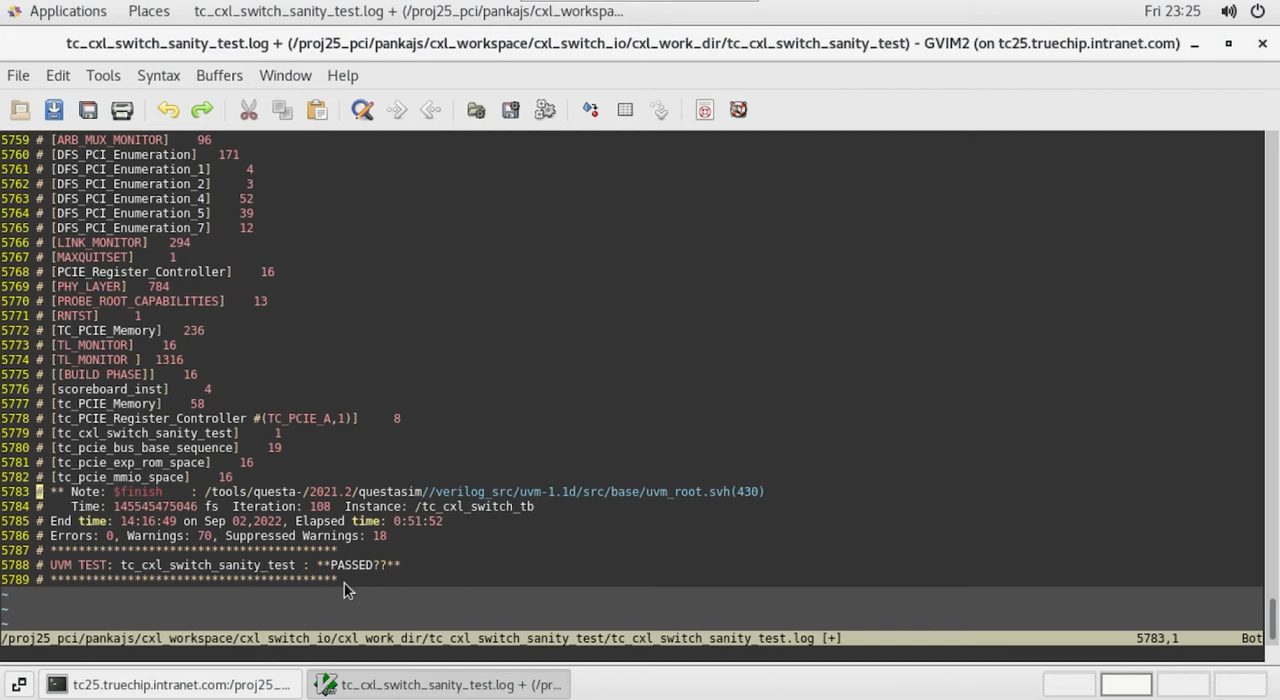 Applications Places tc_cxl_switch_sanity_test.log + (/proj25_pci/pankajs/cxl_workspa... Fri 23:25
tc_cxl_switch_sanity_test.log + (/proj25_pci/pankajs/cxl_workspace/cxl_switch_io/cxl_work_dir/tc_cxl_switch_sanity_test) - GVIM2 (on tc25.truechip.intranet.com)
File Edit Tools Syntax Buffers Window Help
5759 # [ARB_MUX_MONITOR] 96
5760 # [DFS_PCI_Enumeration] 171
5761 # [DFS_PCI_Enumeration_1] 4
5762 # [DFS_PCI_Enumeration_2] 3
5763 # [DFS_PCI_Enumeration_4] 52
5764 # [DFS_PCI_Enumeration_5] 39
5765 # [DFS_PCI_Enumeration_7] 12
5766 # [LINK_MONITOR] 294
5767 # [MAXQUITSET] 1
5768 # [PCIE_Register_Controller] 16
5769 # [PHY_LAYER] 784
5770 # [PROBE_ROOT_CAPABILITIES] 13
5771 # [RNTST] 1
5772 # [TC_PCIE_Memory] 236
5773 # [TL_MONITOR] 16
5774 # [TL_MONITOR ] 1316
5775 # [[BUILD PHASE]] 16
5776 # [scoreboard_inst] 4
5777 # [tc_PCIE_Memory] 58
5778 # [tc_PCIE_Register_Controller #(TC_PCIE_A,1)] 8
5779 # [tc_cxl_switch_sanity_test] 1
5780 # [tc_pcie_bus_base_sequence] 19
5781 # [tc_pcie_exp_rom_space] 16
5782 # [tc_pcie_mmio_space] 16
5783 # ** Note: $finish : /tools/questa-/2021.2/questasim//verilog_src/uvm-1.1d/src/base/uvm_root.svh(430)
5784 # Time: 145545475046 fs Iteration: 108 Instance: /tc_cxl_switch_tb
5785 # End time: 14:16:49 on Sep 02,2022, Elapsed time: 0:51:52
5786 # Errors: 0, Warnings: 70, Suppressed Warnings: 18
5787 # *****************************************
5788 # UVM TEST: tc_cxl_switch_sanity_test : **PASSED??**
5789 # *****************************************
~
~
~
/proj25_pci/pankajs/cxl_workspace/cxl_switch_io/cxl_work_dir/tc_cxl_switch_sanity_test/tc_cxl_switch_sanity_test.log [+] 5783,1 Bot
tc25.truechip.intranet.com:/proj25_... tc_cxl_switch_sanity_test.log + (/pr...